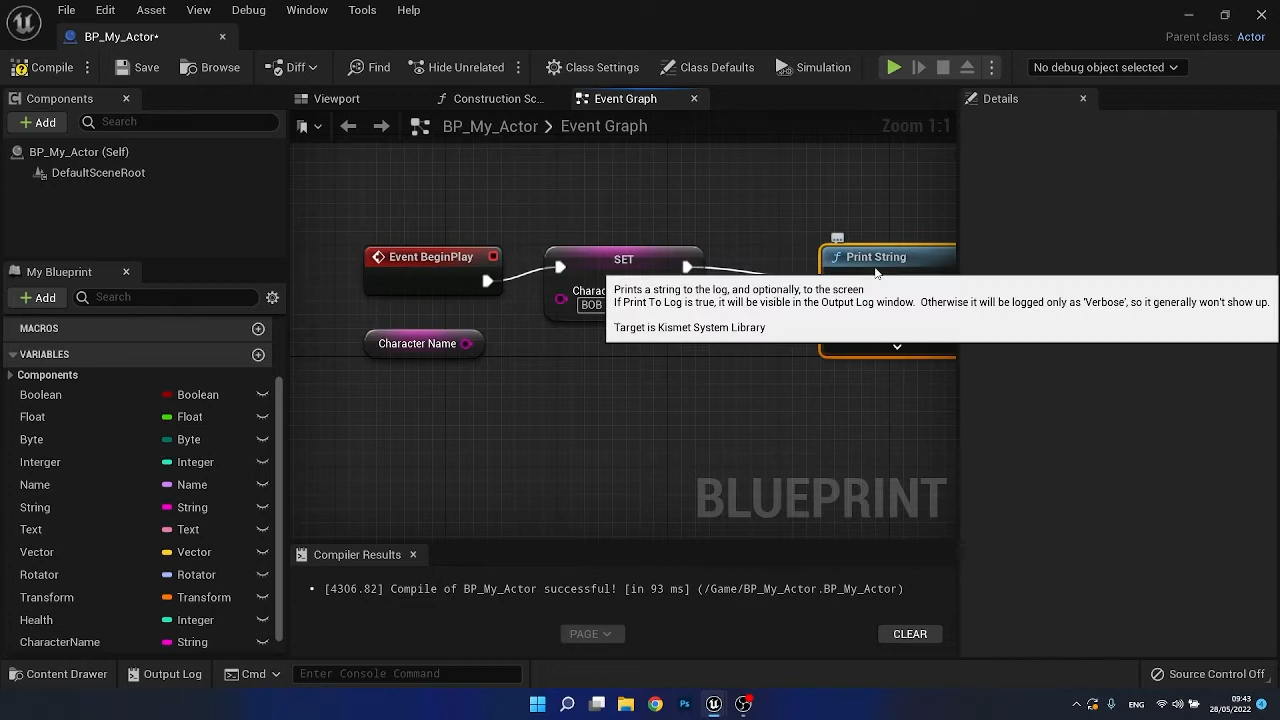 File Edit Asset View Debug Window Tools Help
BP_My_Actor*
Parent class: Actor
Compile Save Browse Diff Find Hide Unrelated Class Settings Class Defaults Simulation No debug object selected
Components Viewport Construction Sc... Event Graph Details
Add Search
BP_My_Actor > Event Graph Zoom 1:1
BP_My_Actor (Self)
DefaultSceneRoot
My Blueprint
Add Search
MACROS
VARIABLES
Components
Boolean Boolean
Float Float
Byte Byte
Interger Integer
Name Name
String String
Text Text
Vector Vector
Rotator Rotator
Transform Transform
Health Integer
CharacterName String
Event BeginPlay
SET
BOB
Character Name
Print String
Prints a string to the log, and optionally, to the screen
If Print To Log is true, it will be visible in the Output Log window. Otherwise it will be logged only as 'Verbose', so it generally won't show up.
Target is Kismet System Library
BLUEPRINT
Compiler Results
[4306.82] Compile of BP_My_Actor successful! [in 93 ms] (/Game/BP_My_Actor.BP_My_Actor)
PAGE
CLEAR
Content Drawer Output Log Cmd Enter Console Command Source Control Off
Ps
ENG
09:43
28/05/2022